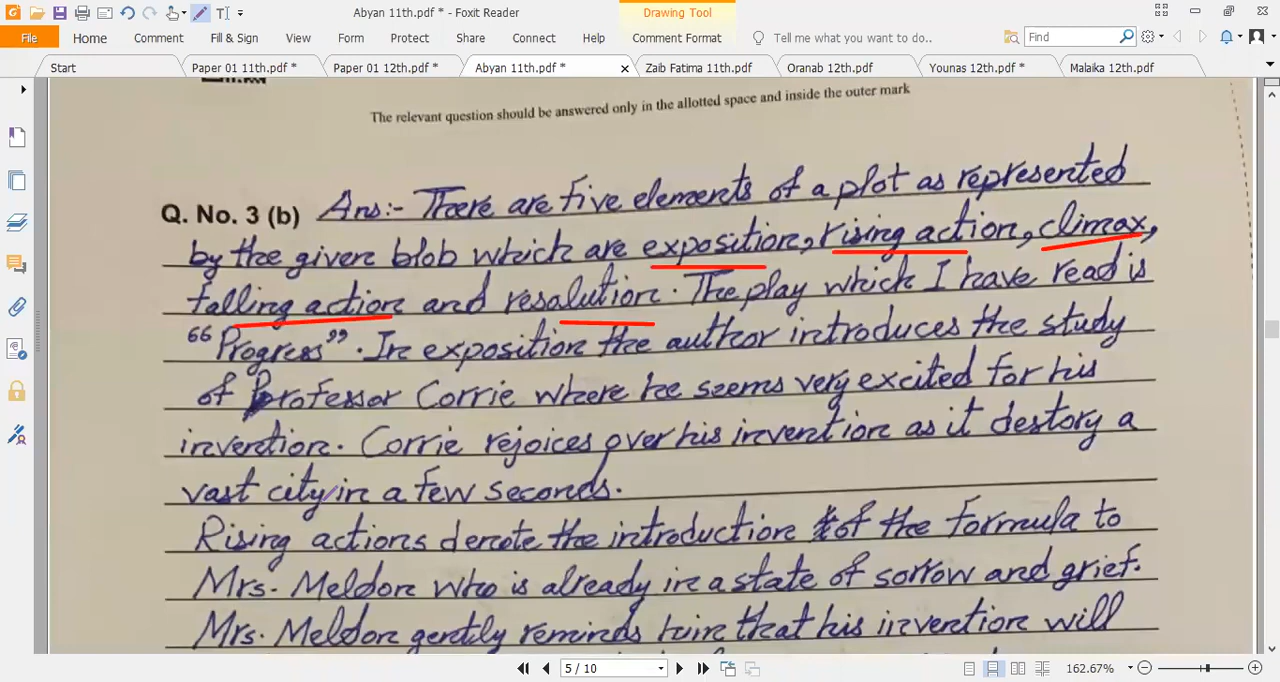 Abyan 11th.pdf * - Foxit Reader
Drawing Tool
File Home Comment Fill & Sign View Form Protect Share Connect Help Comment Format Tell me what you want to do.. Find
Start Paper 01 11th.pdf * Paper 01 12th.pdf * Abyan 11th.pdf * Zaib Fatima 11th.pdf Oranab 12th.pdf Younas 12th.pdf * Malaika 12th.pdf
The relevant question should be answered only in the allotted space and inside the outer mark
Q. No. 3 (b) Ans:- There are five elements of a plot as represented
by the given blob which are exposition, rising action, climax,
falling action and resalution. The play which I have read is
"Progress". In exposition the author introduces the study
of Professor Corrie where he seems very excited for his
invention. Corrie rejoices over his invention as it destory a
vast city in a few seconds.
Rising actions denote the introduction of the formula to
Mrs. Meldon who is already in a state of sorrow and grief.
Mrs. Meldon gently reminds him that his invention will
5 / 10 162.67%